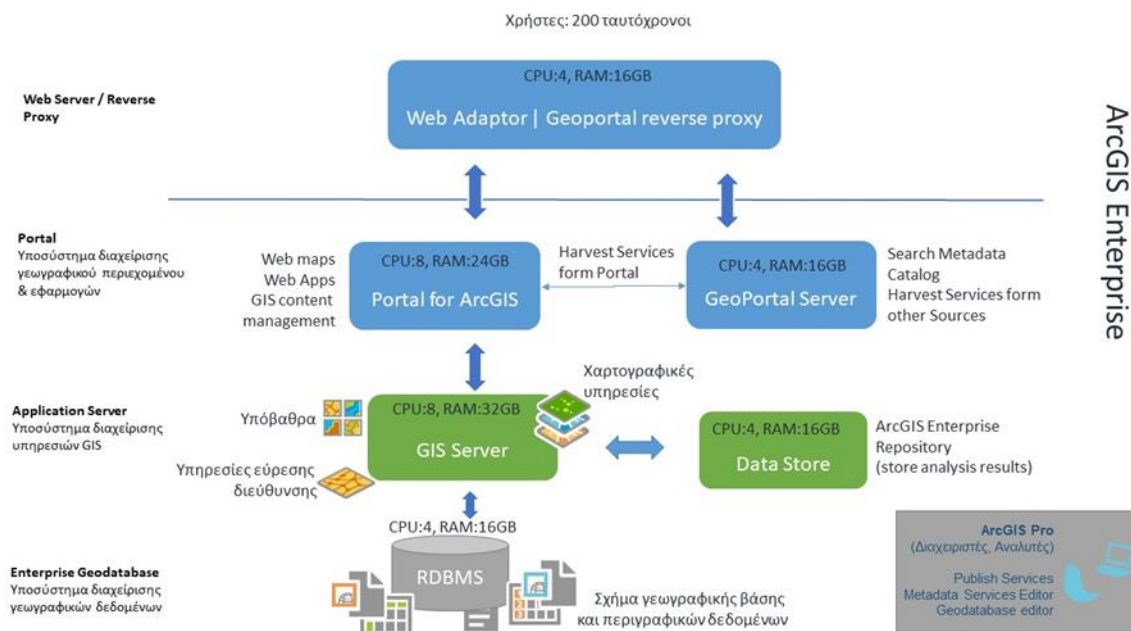 Χρήστες: 200 ταυτόχρονοι
Web Server / Reverse
Proxy
CPU:4, RAM:16GB
Web Adaptor | Geoportal reverse proxy
ArcGIS Enterprise
Portal
Υποσύστημα διαχείρισης
γεωγραφικού περιεχομένου
& εφαρμογών
Web maps
Web Apps
GIS content
management
CPU:8, RAM:24GB
Portal for ArcGIS
Harvest Services
form Portal
CPU:4, RAM:16GB
GeoPortal Server
Search Metadata
Catalog
Harvest Services form
other Sources
Application Server
Υποσύστημα διαχείρισης
υπηρεσιών GIS
Υπόβαθρα
Υπηρεσίες εύρεσης
διεύθυνσης
CPU:8, RAM:32GB
GIS Server
Χαρτογραφικές
υπηρεσίες
CPU:4, RAM:16GB
Data Store
ArcGIS Enterprise
Repository
(store analysis results)
Enterprise Geodatabase
Υποσύστημα διαχείρισης
γεωγραφικών δεδομένων
CPU:4, RAM:16GB
RDBMS
Σχήμα γεωγραφικής βάσης
και περιγραφικών δεδομένων
ArcGIS Pro
(Διαχειριστές, Αναλυτές)
Publish Services
Metadata Services Editor
Geodatabase editor